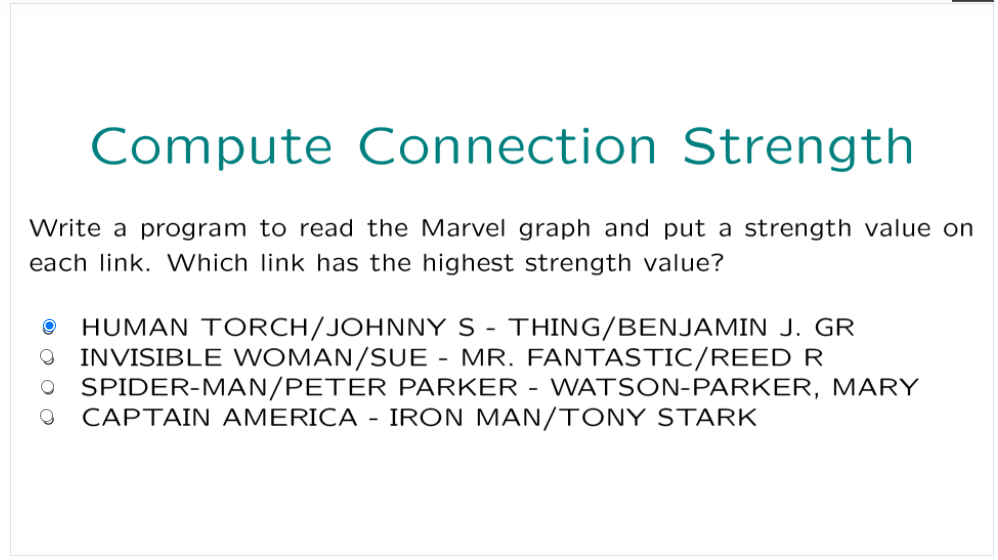 Compute Connection Strength
Write a program to read the Marvel graph and put a strength value on
each link. Which link has the highest strength value?
HUMAN TORCH/JOHNNY S - THING/BENJAMIN J. GR
INVISIBLE WOMAN/SUE - MR. FANTASTIC/REED R
SPIDER-MAN/PETER PARKER - WATSON-PARKER, MARY
CAPTAIN AMERICA - IRON MAN/TONY STARK